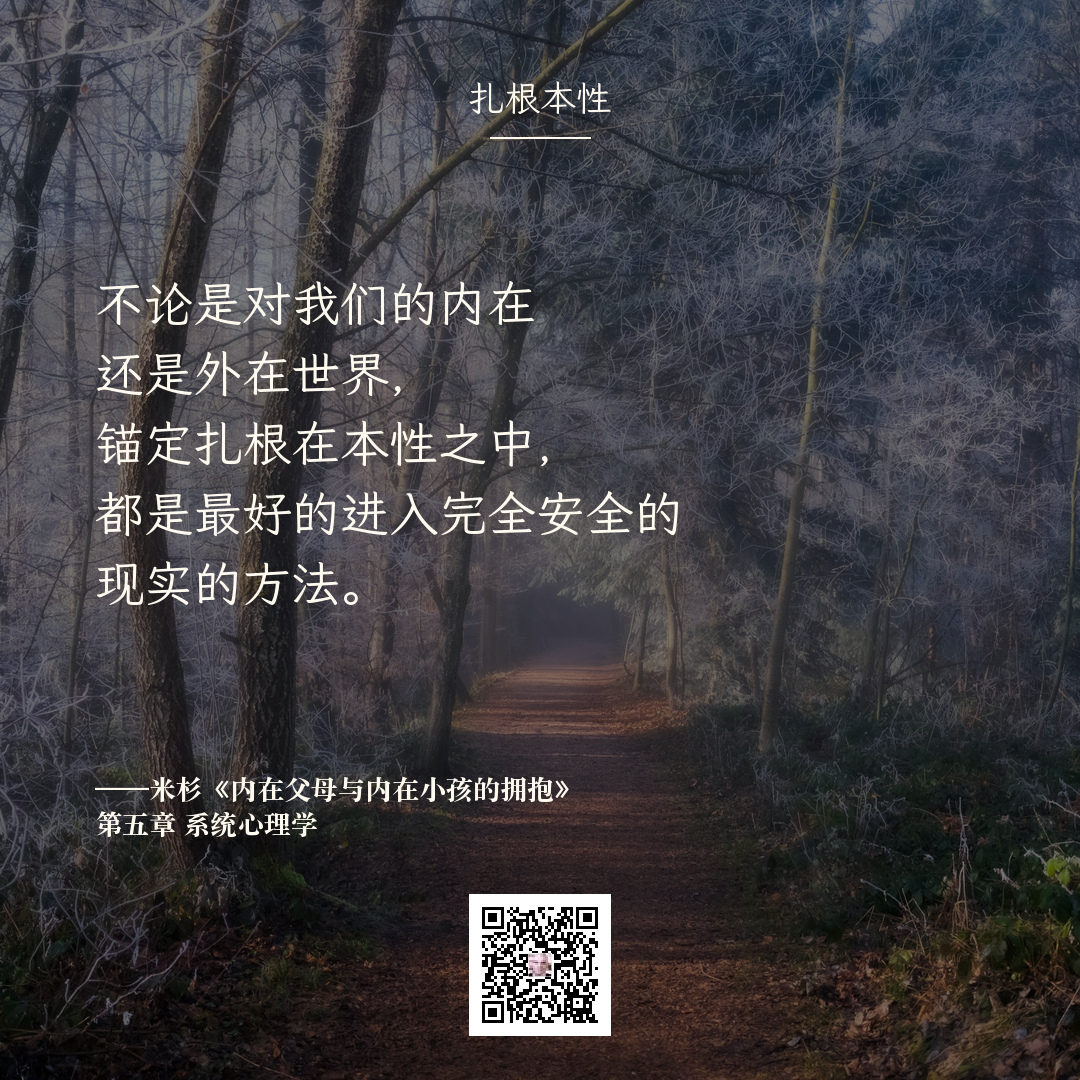 扎根本性
不论是对我们的内在
还是外在世界,
锚定扎根在本性之中,
都是最好的进入完全安全的
现实的方法。
——米杉《内在父母与内在小孩的拥抱》
第五章 系统心理学